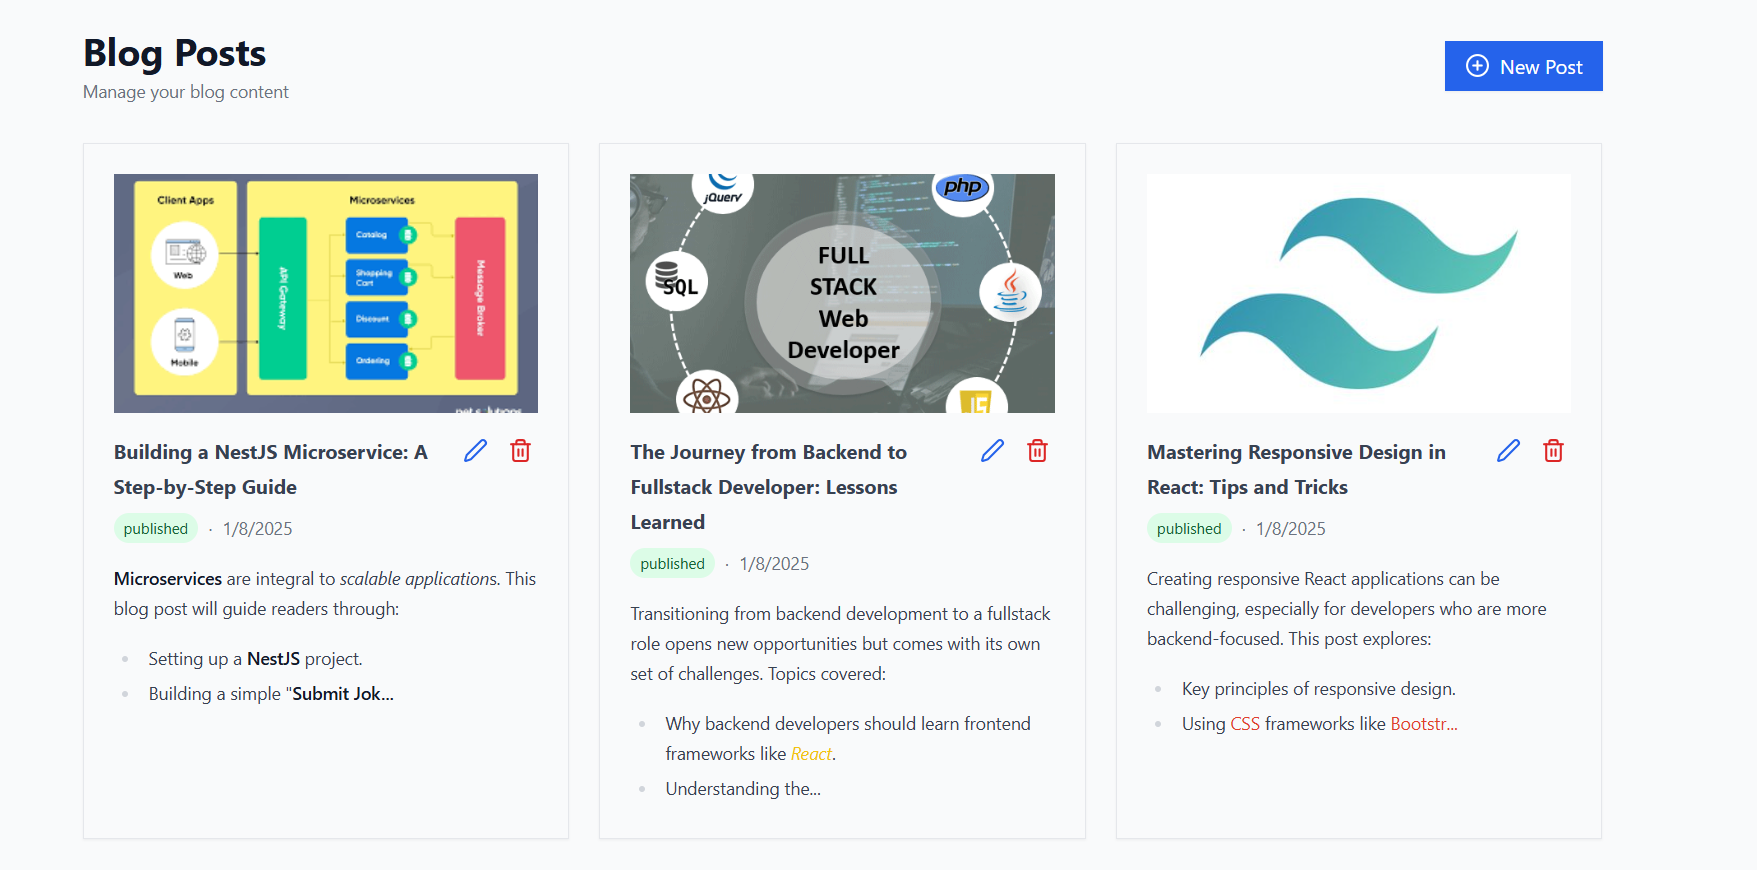 Blog Posts
Manage your blog content
New Post
Client Apps
Microservices
Web
Mobile
API Gateway
Catalog
Shopping
Cart
Discount
Ordering
Message Broker
Building a NestJS Microservice: A
Step-by-Step Guide
published · 1/8/2025
Microservices are integral to scalable applications. This
blog post will guide readers through:
Setting up a NestJS project.
Building a simple "Submit Jok...
jQuery
php
SQL
FULL
STACK
Web
Developer
JS
The Journey from Backend to
Fullstack Developer: Lessons
Learned
published · 1/8/2025
Transitioning from backend development to a fullstack
role opens new opportunities but comes with its own
set of challenges. Topics covered:
Why backend developers should learn frontend
frameworks like React.
Understanding the...
Mastering Responsive Design in
React: Tips and Tricks
published · 1/8/2025
Creating responsive React applications can be
challenging, especially for developers who are more
backend-focused. This post explores:
Key principles of responsive design.
Using CSS frameworks like Bootstr...